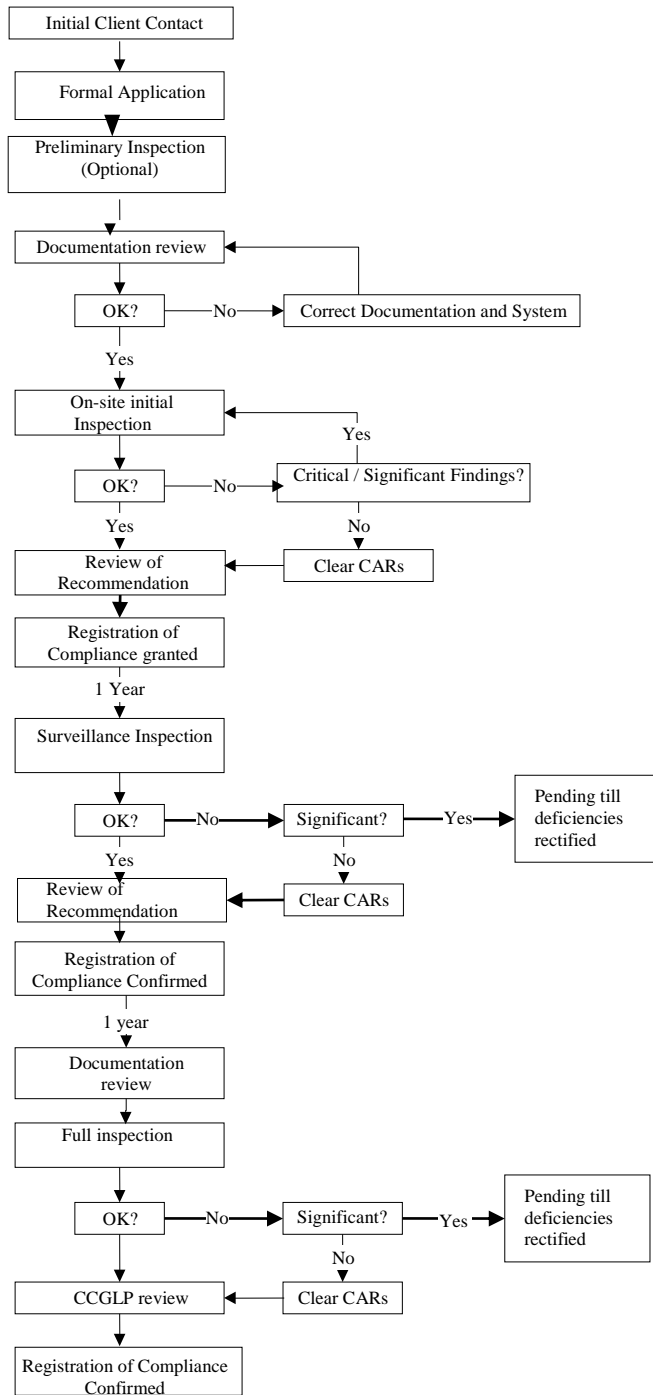 Initial Client Contact
Formal Application
Preliminary Inspection
(Optional)
Documentation review
OK?
No
Correct Documentation and System
Yes
On-site initial
Inspection
Yes
OK?
No
Critical / Significant Findings?
Yes
No
Review of
Recommendation
Clear CARs
Registration of
Compliance granted
1 Year
Surveillance Inspection
OK?
No
Significant?
Yes
Pending till
deficiencies
rectified
Yes
No
Review of
Recommendation
Clear CARs
Registration of
Compliance Confirmed
1 year
Documentation
review
Full inspection
OK?
No
Significant?
Yes
Pending till
deficiencies
rectified
No
CCGLP review
Clear CARs
Registration of Compliance
Confirmed